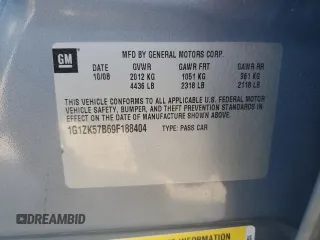 GM
MFD BY GENERAL MOTORS CORP.
DATE GVWR GAWR FRT GAWR RR
10/08 2012 KG 1051 KG 961 KG
4436 LB 2318 LB 2118 LB
THIS VEHICLE CONFORMS TO ALL APPLICABLE U.S. FEDERAL MOTOR
VEHICLE SAFETY, BUMPER, AND THEFT PREVENTION STANDARDS IN
EFFECT ON THE DATE OF MANUFACTURE SHOWN ABOVE.
1G1ZK57B69F188404 TYPE: PASS CAR
DREAMBID